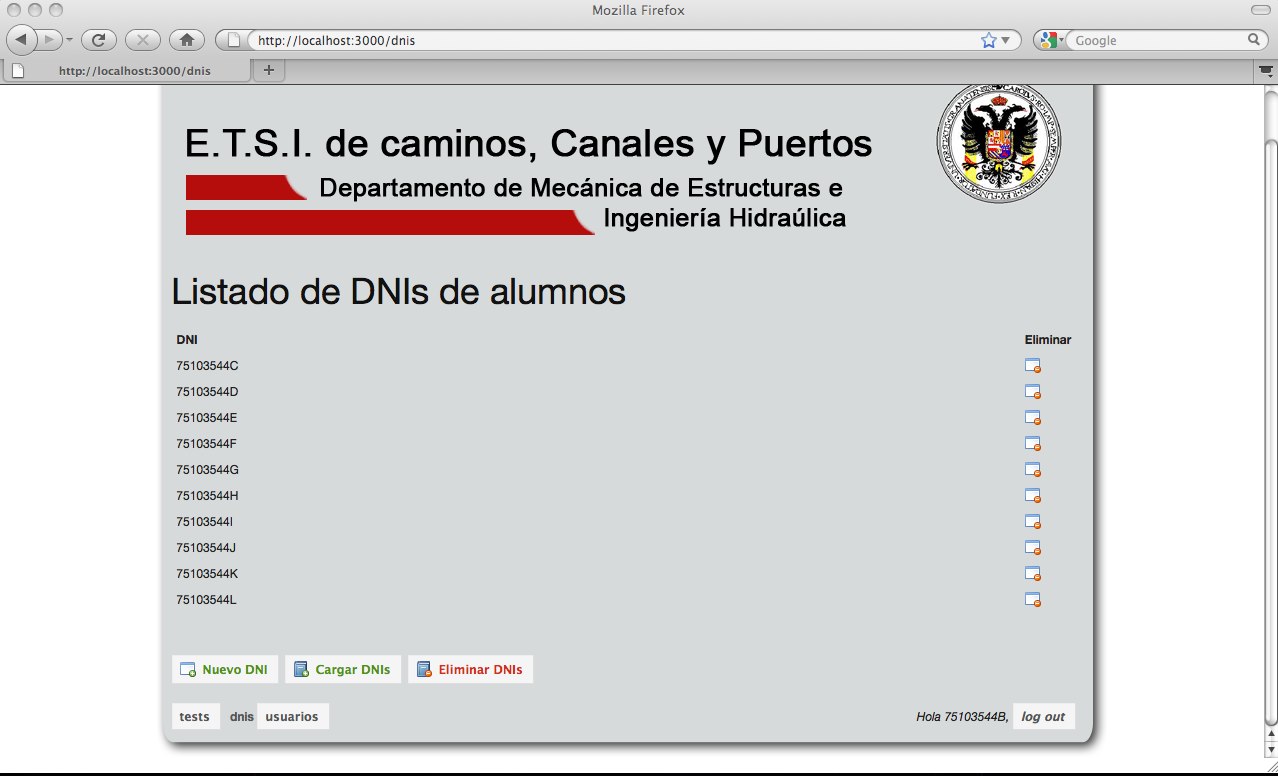 Mozilla Firefox
http://localhost:3000/dnis
Google
http://localhost:3000/dnis
E.T.S.I. de caminos, Canales y Puertos
Departamento de Mecánica de Estructuras e
Ingeniería Hidraúlica
Listado de DNIs de alumnos
DNI Eliminar
75103544C
75103544D
75103544E
75103544F
75103544G
75103544H
75103544I
75103544J
75103544K
75103544L
Nuevo DNI Cargar DNIs Eliminar DNIs
tests dnis usuarios Hola 75103544B, log out